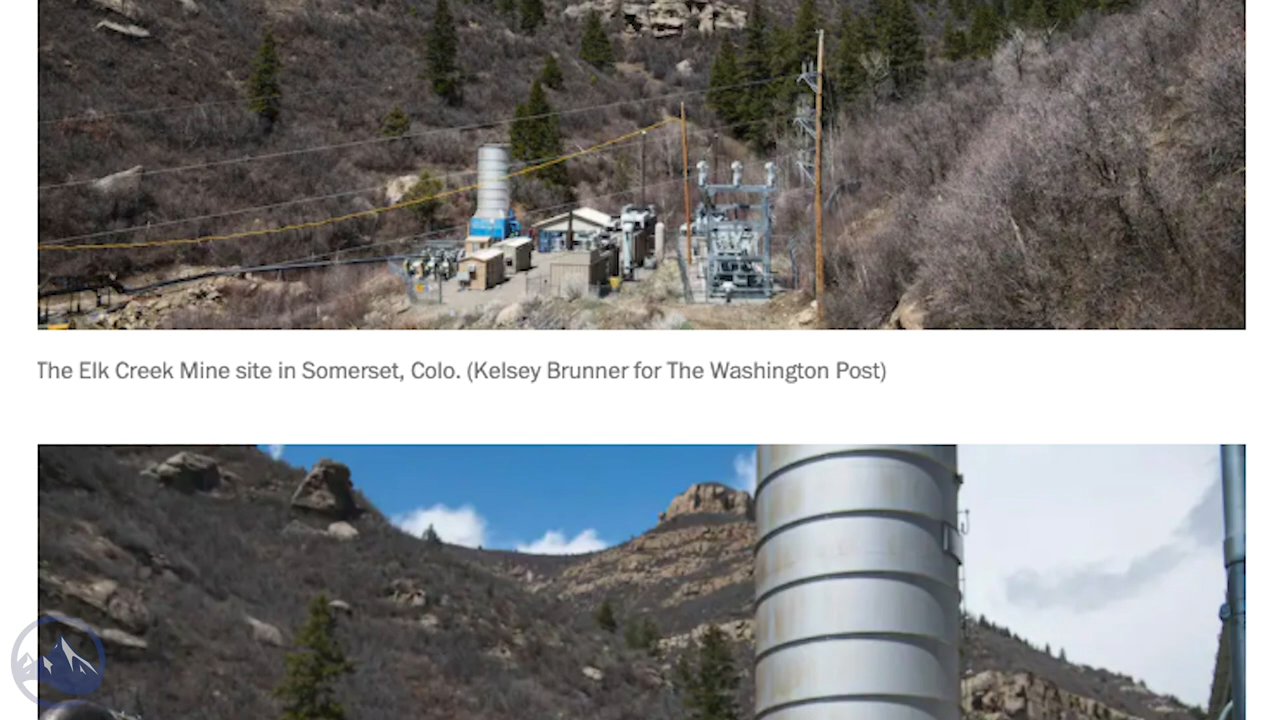 The Elk Creek Mine site in Somerset, Colo. (Kelsey Brunner for The Washington Post)